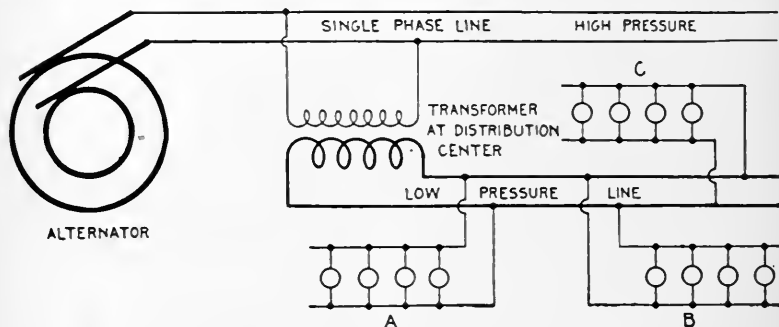 SINGLE PHASE LINE HIGH PRESSURE
C
TRANSFORMER
AT DISTRIBUTION
CENTER
LOW PRESSURE LINE
ALTERNATOR
A B